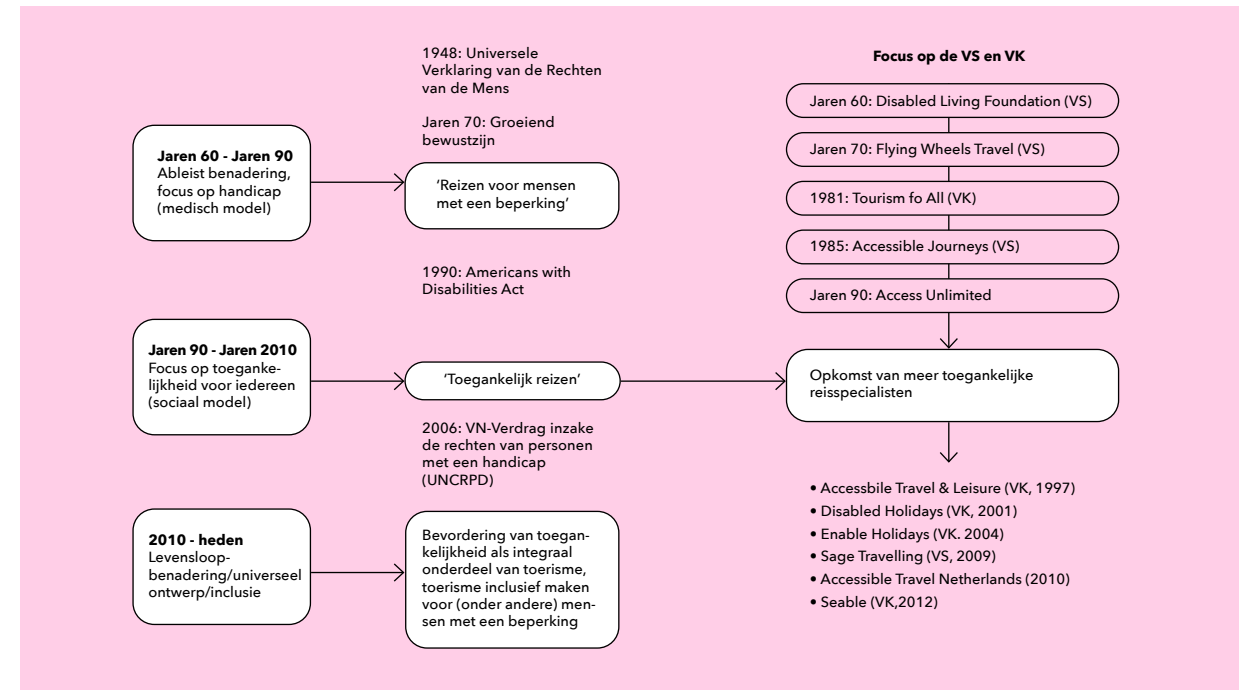 1948: Universele
Verklaring van de Rechten
van de Mens
Jaren 70: Groeiend
bewustzijn
Jaren 60 - Jaren 90
Ableist benadering,
focus op handicap
(medisch model)
‘Reizen voor mensen
met een beperking’
1990: Americans with
Disabilities Act
Jaren 90 - Jaren 2010
Focus op toeganke-
lijkheid voor iedereen
(sociaal model)
‘Toegankelijk reizen’
2006: VN-Verdrag inzake
de rechten van personen
met een handicap
(UNCRPD)
2010 - heden
Levensloop-
benadering/universeel
ontwerp/inclusie
Bevordering van toegan-
kelijkheid als integraal
onderdeel van toerisme,
toerisme inclusief maken
voor (onder andere) men-
sen met een beperking
Focus op de VS en VK
Jaren 60: Disabled Living Foundation (VS)
Jaren 70: Flying Wheels Travel (VS)
1981: Tourism fo All (VK)
1985: Accessible Journeys (VS)
Jaren 90: Access Unlimited
Opkomst van meer toegankelijke
reisspecialisten
• Accessbile Travel & Leisure (VK, 1997)
• Disabled Holidays (VK, 2001)
• Enable Holidays (VK. 2004)
• Sage Travelling (VS, 2009)
• Accessible Travel Netherlands (2010)
• Seable (VK,2012)